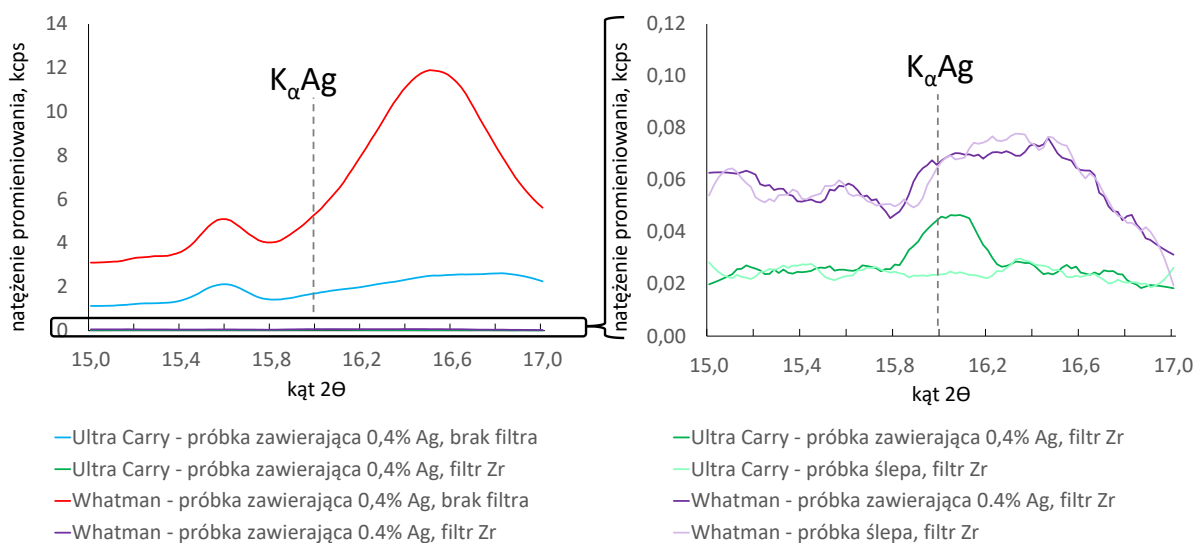 natężenie promieniowania, kcps
14
12
10
8
6
4
2
0
KαAg
15,0 15,4 15,8 16,2 16,6 17,0
kąt 2ϴ
Ultra Carry - próbka zawierająca 0,4% Ag, brak filtra
Ultra Carry - próbka zawierająca 0,4% Ag, filtr Zr
Whatman - próbka zawierająca 0,4% Ag, brak filtra
Whatman - próbka zawierająca 0.4% Ag, filtr Zr
natężenie promieniowania, kcps
0,12
0,10
0,08
0,06
0,04
0,02
0,00
KαAg
15,0 15,4 15,8 16,2 16,6 17,0
kąt 2ϴ
Ultra Carry - próbka zawierająca 0,4% Ag, filtr Zr
Ultra Carry - próbka ślepa, filtr Zr
Whatman - próbka zawierająca 0.4% Ag, filtr Zr
Whatman - próbka ślepa, filtr Zr